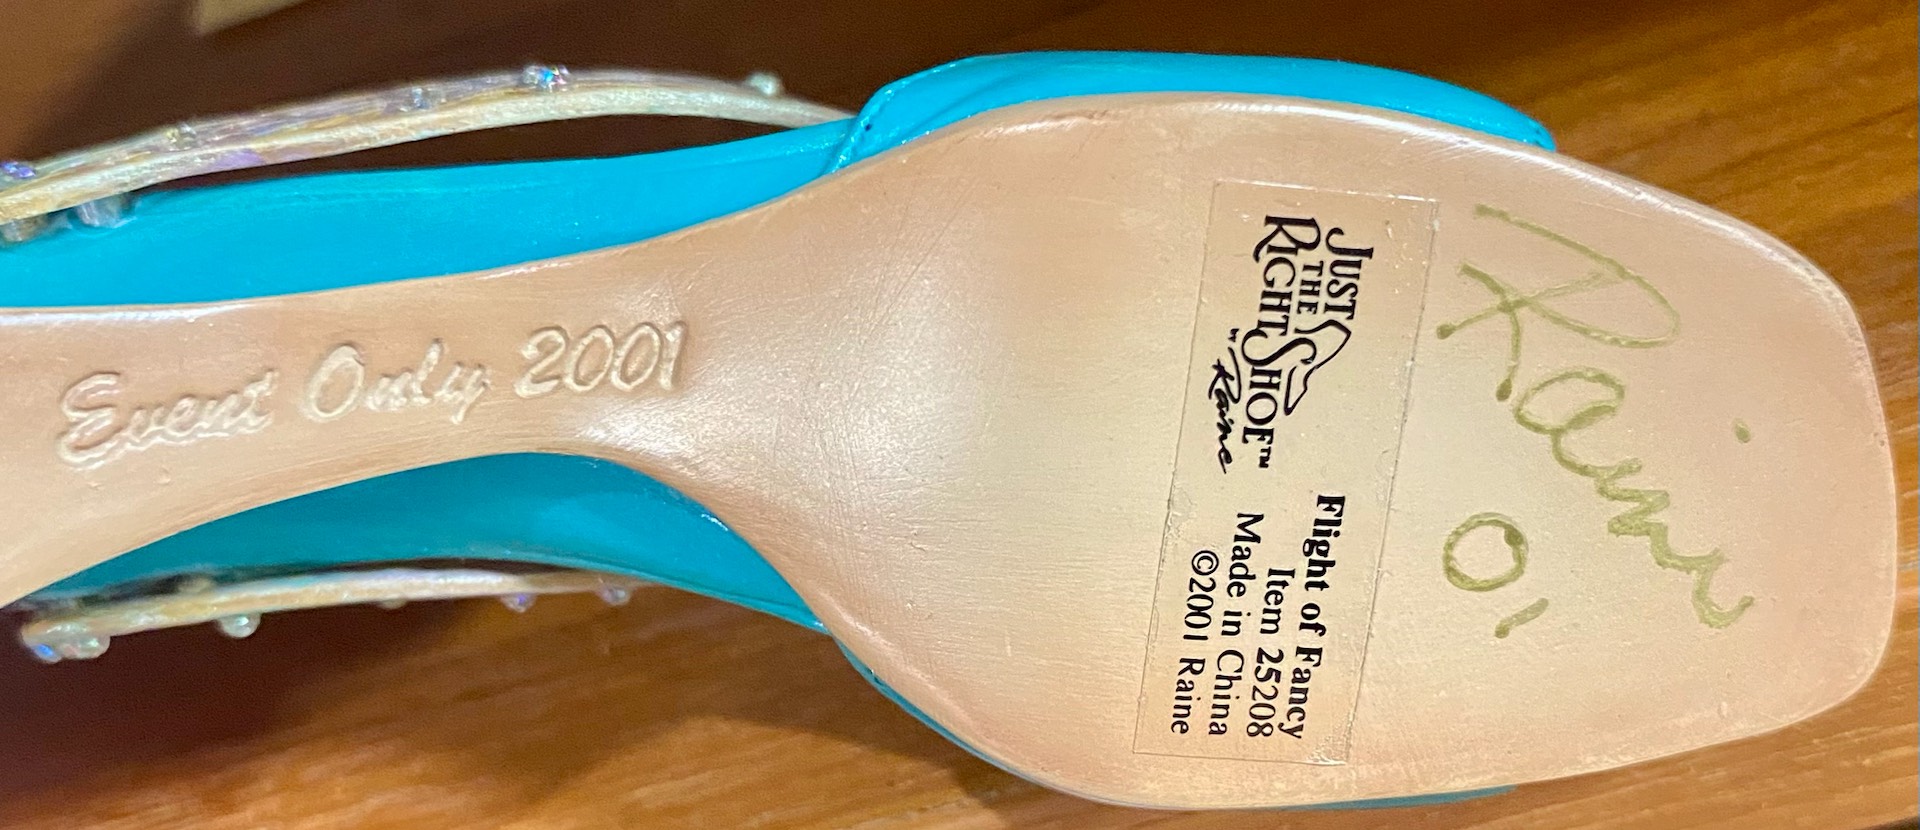 Event Only 2001
JUST
THE
RIGHT SHOE™
BY Raine
Flight of Fancy
Item 25208
Made in China
©2001 Raine
Raine
01